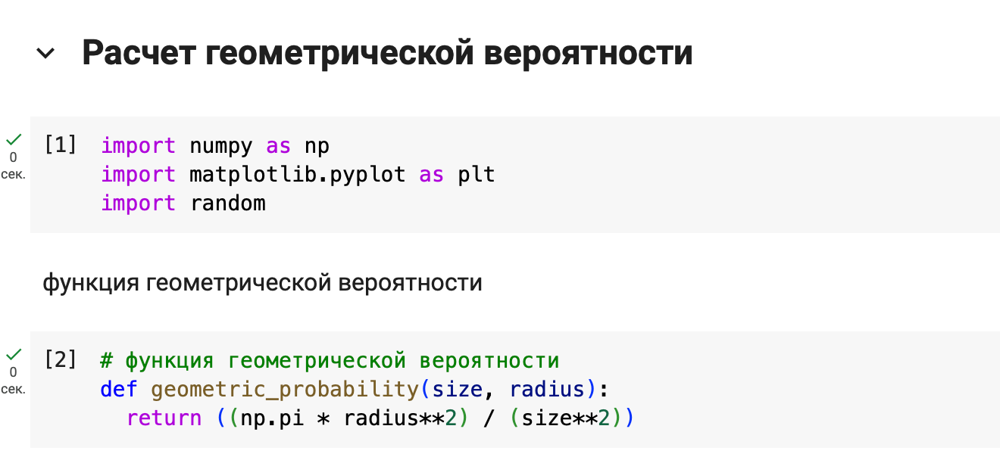 Расчет геометрической вероятности
[1] import numpy as np
0 import matplotlib.pyplot as plt
сек.
import random
функция геометрической вероятности
[2] # функция геометрической вероятности
0
сек. def geometric_probability(size, radius):
return ((np.pi * radius**2) / (size**2))